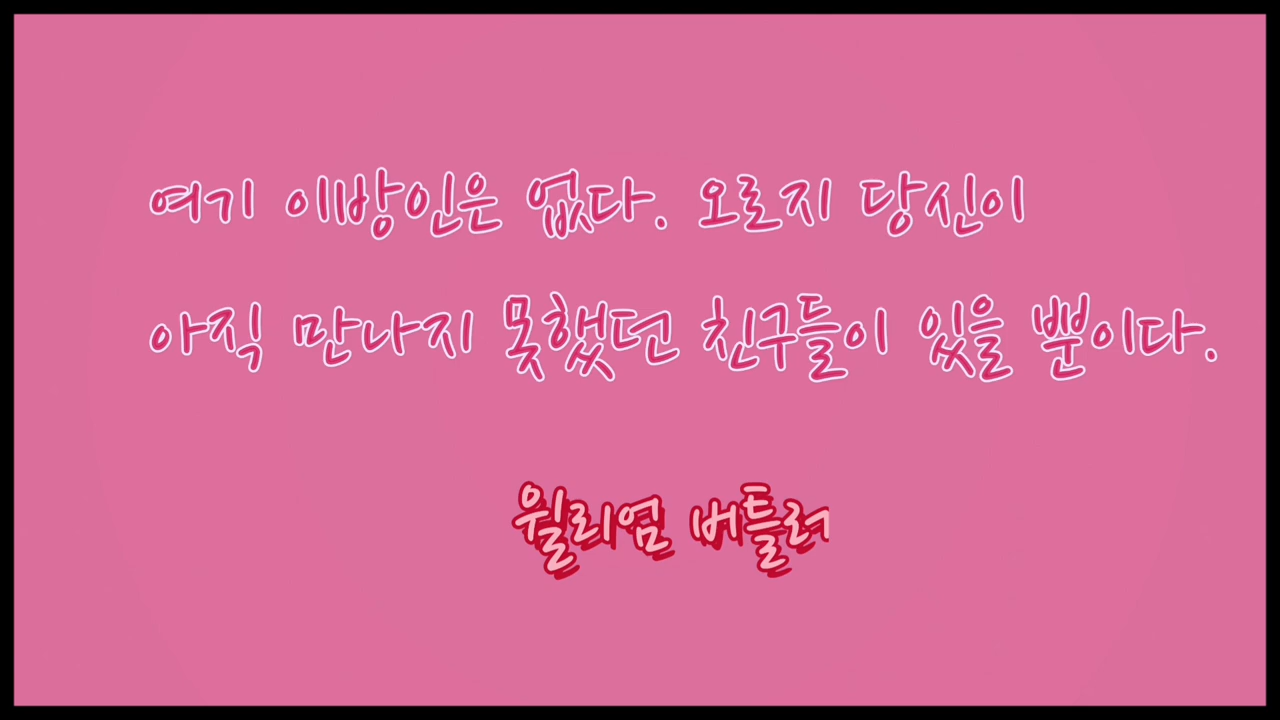 여기 이방인은 없다. 오로지 당신이
아직 만나지 못했던 친구들이 있을 뿐이다.
윌리엄 버틀러